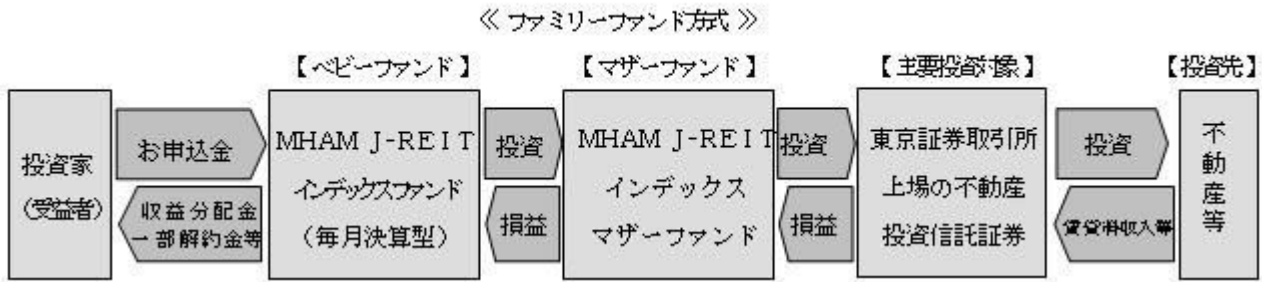 ≪ ファミリーファンド方式 ≫
【ベビーファンド】
【マザーファンド】
【主要投資対象】
【投資先】
投資家
(受益者)
お申込金
収益分配金
一部解約金等
MHAM J-REIT
インデックスファンド
(毎月決算型)
投資
損益
MHAM J-REIT
インデックス
マザーファンド
投資
損益
東京証券取引所
上場の不動産
投資信託証券
投資
賃貸料収入等
不動産等